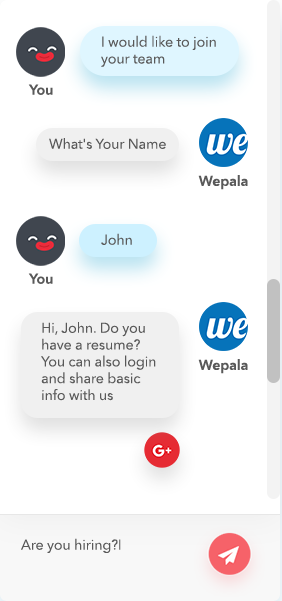 I would like to join
your team
You
What's Your Name
we
Wepala
John
You
Hi, John. Do you
have a resume?
You can also login
and share basic
info with us
we
Wepala
G+
Are you hiring?